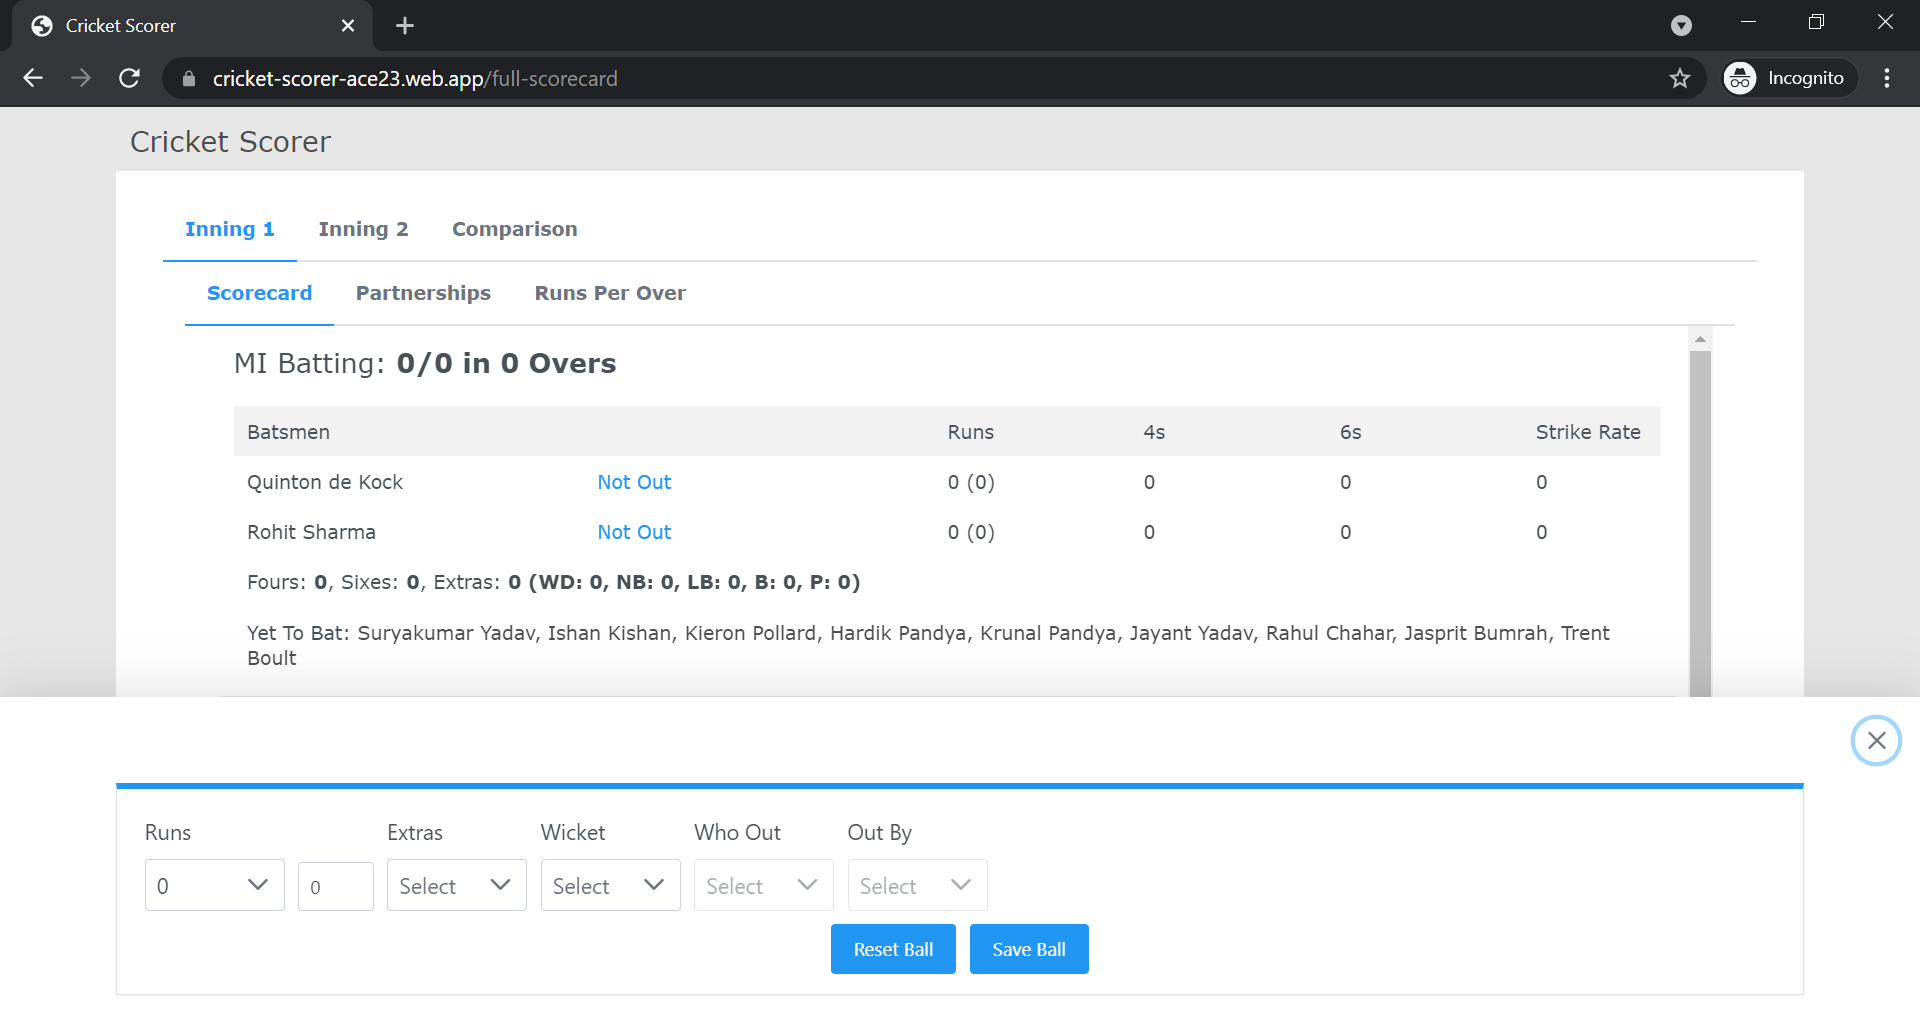 Cricket Scorer
cricket-scorer-ace23.web.app/full-scorecard
Incognito
Cricket Scorer
Inning 1 Inning 2 Comparison
Scorecard Partnerships Runs Per Over
MI Batting: 0/0 in 0 Overs
Batsmen Runs 4s 6s Strike Rate
Quinton de Kock Not Out 0 (0) 0 0 0
Rohit Sharma Not Out 0 (0) 0 0 0
Fours: 0, Sixes: 0, Extras: 0 (WD: 0, NB: 0, LB: 0, B: 0, P: 0)
Yet To Bat: Suryakumar Yadav, Ishan Kishan, Kieron Pollard, Hardik Pandya, Krunal Pandya, Jayant Yadav, Rahul Chahar, Jasprit Bumrah, Trent
Boult
Runs Extras Wicket Who Out Out By
0 0 Select Select Select Select
Reset Ball Save Ball